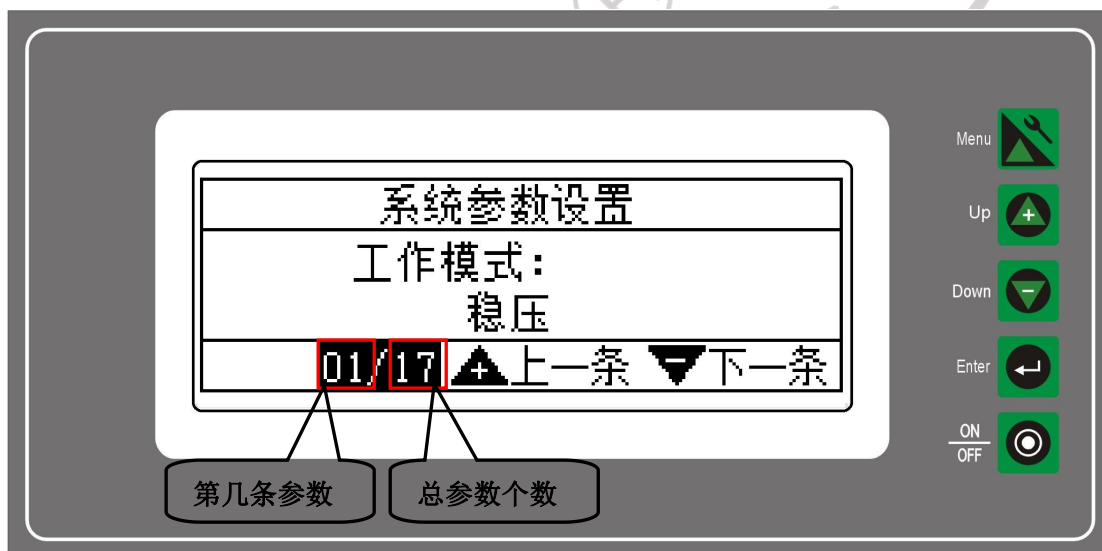 系统参数设置
工作模式:
稳压
01/17 上一条 下一条
第几条参数
总参数个数
Menu
Up
Down
Enter
ON
OFF